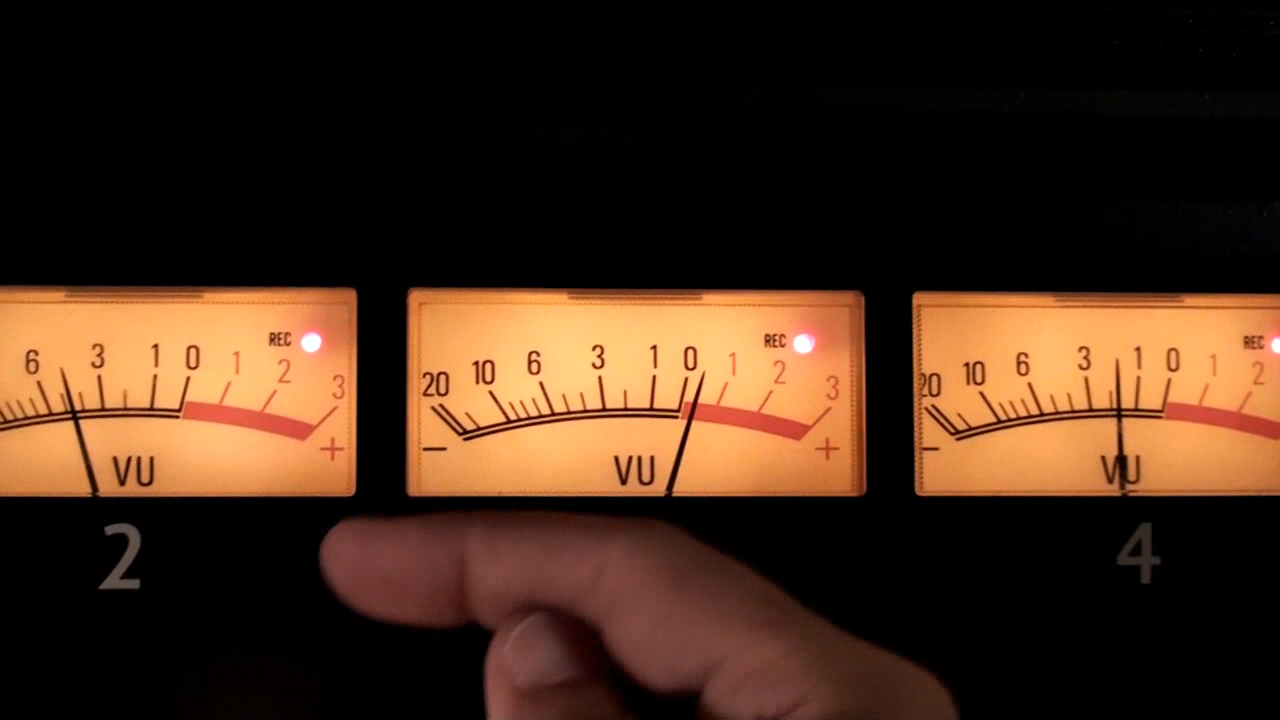 REC
6 3 1 0 1 2 3
+
VU
2
REC
20 10 6 3 1 0 1 2 3
− +
VU
REC
20 10 6 3 1 0 1 2
−
VU
4